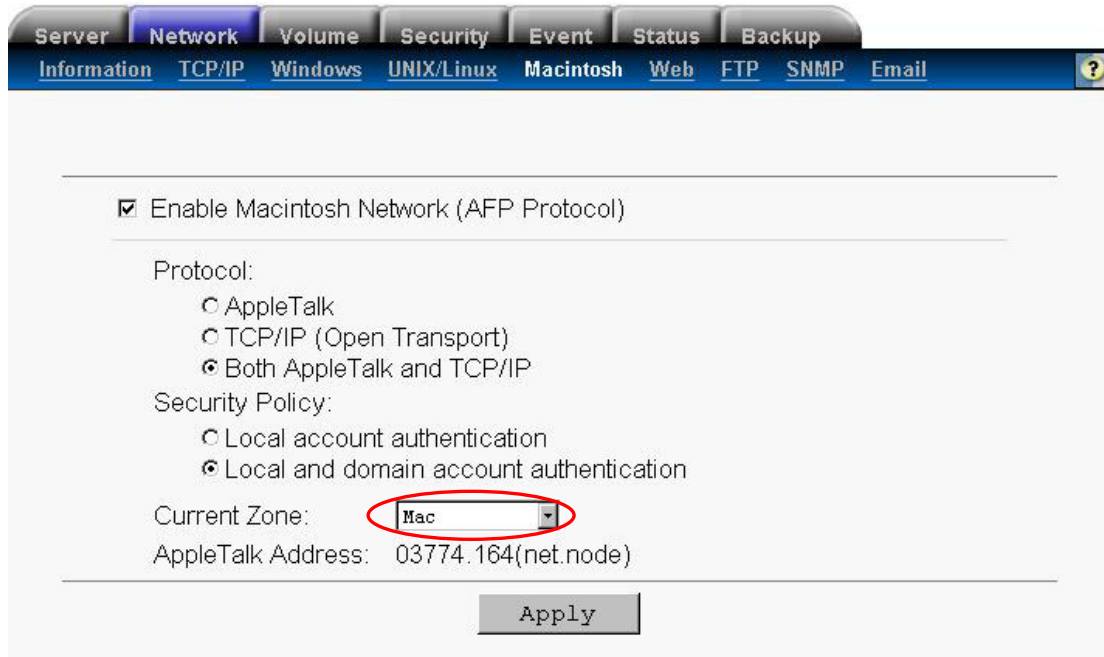 Server Network Volume Security Event Status Backup
Information TCP/IP Windows UNIX/Linux Macintosh Web FTP SNMP Email ?
Enable Macintosh Network (AFP Protocol)
Protocol:
AppleTalk
TCP/IP (Open Transport)
Both AppleTalk and TCP/IP
Security Policy:
Local account authentication
Local and domain account authentication
Current Zone: Mac
AppleTalk Address: 03774.164(net.node)
Apply